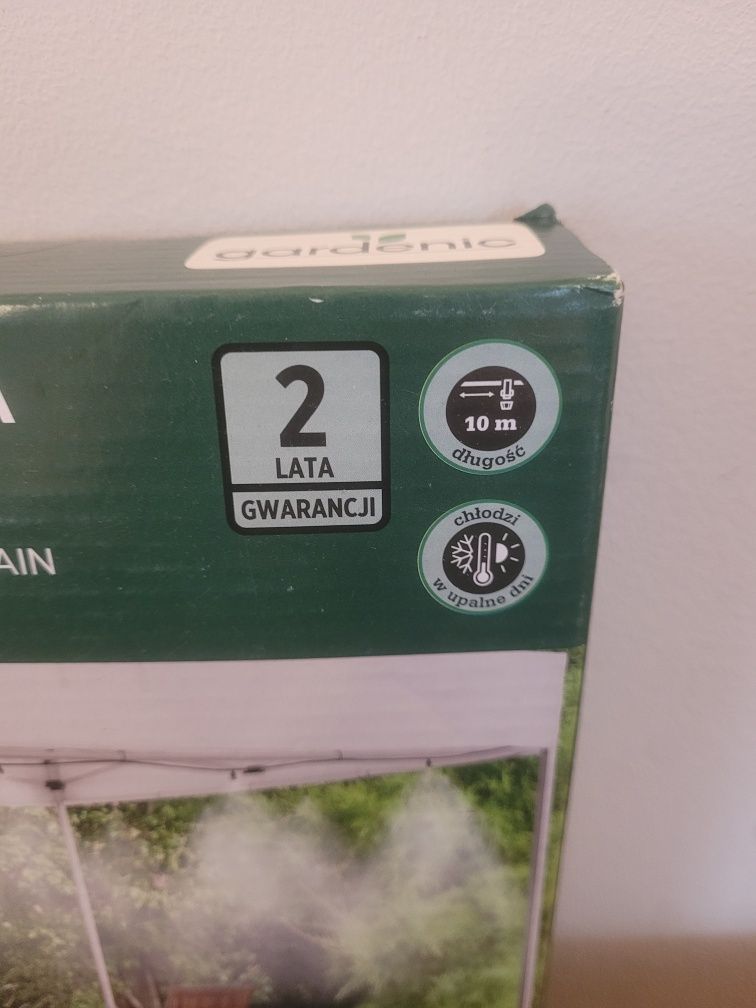 gardenic
2
LATA
GWARANCJI
10 m
długość
chłodzi
w upalne dni